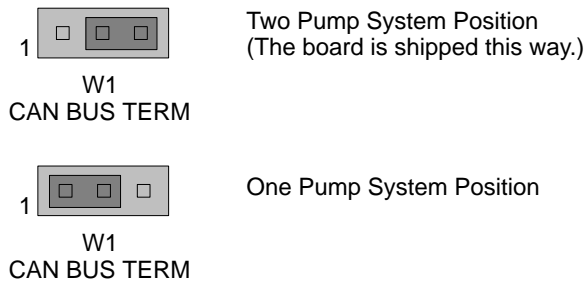 Two Pump System Position
(The board is shipped this way.)
1
W1
CAN BUS TERM
One Pump System Position
1
W1
CAN BUS TERM